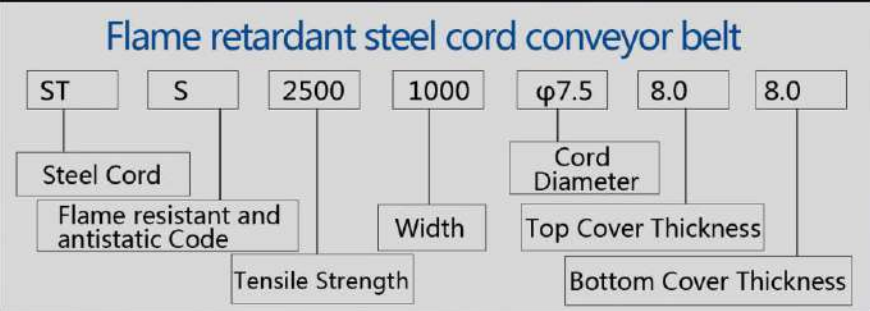 Flame retardant steel cord conveyor belt
ST S 2500 1000 φ7.5 8.0 8.0
Steel Cord
Cord
Diameter
Flame resistant and
antistatic Code
Width
Top Cover Thickness
Tensile Strength
Bottom Cover Thickness